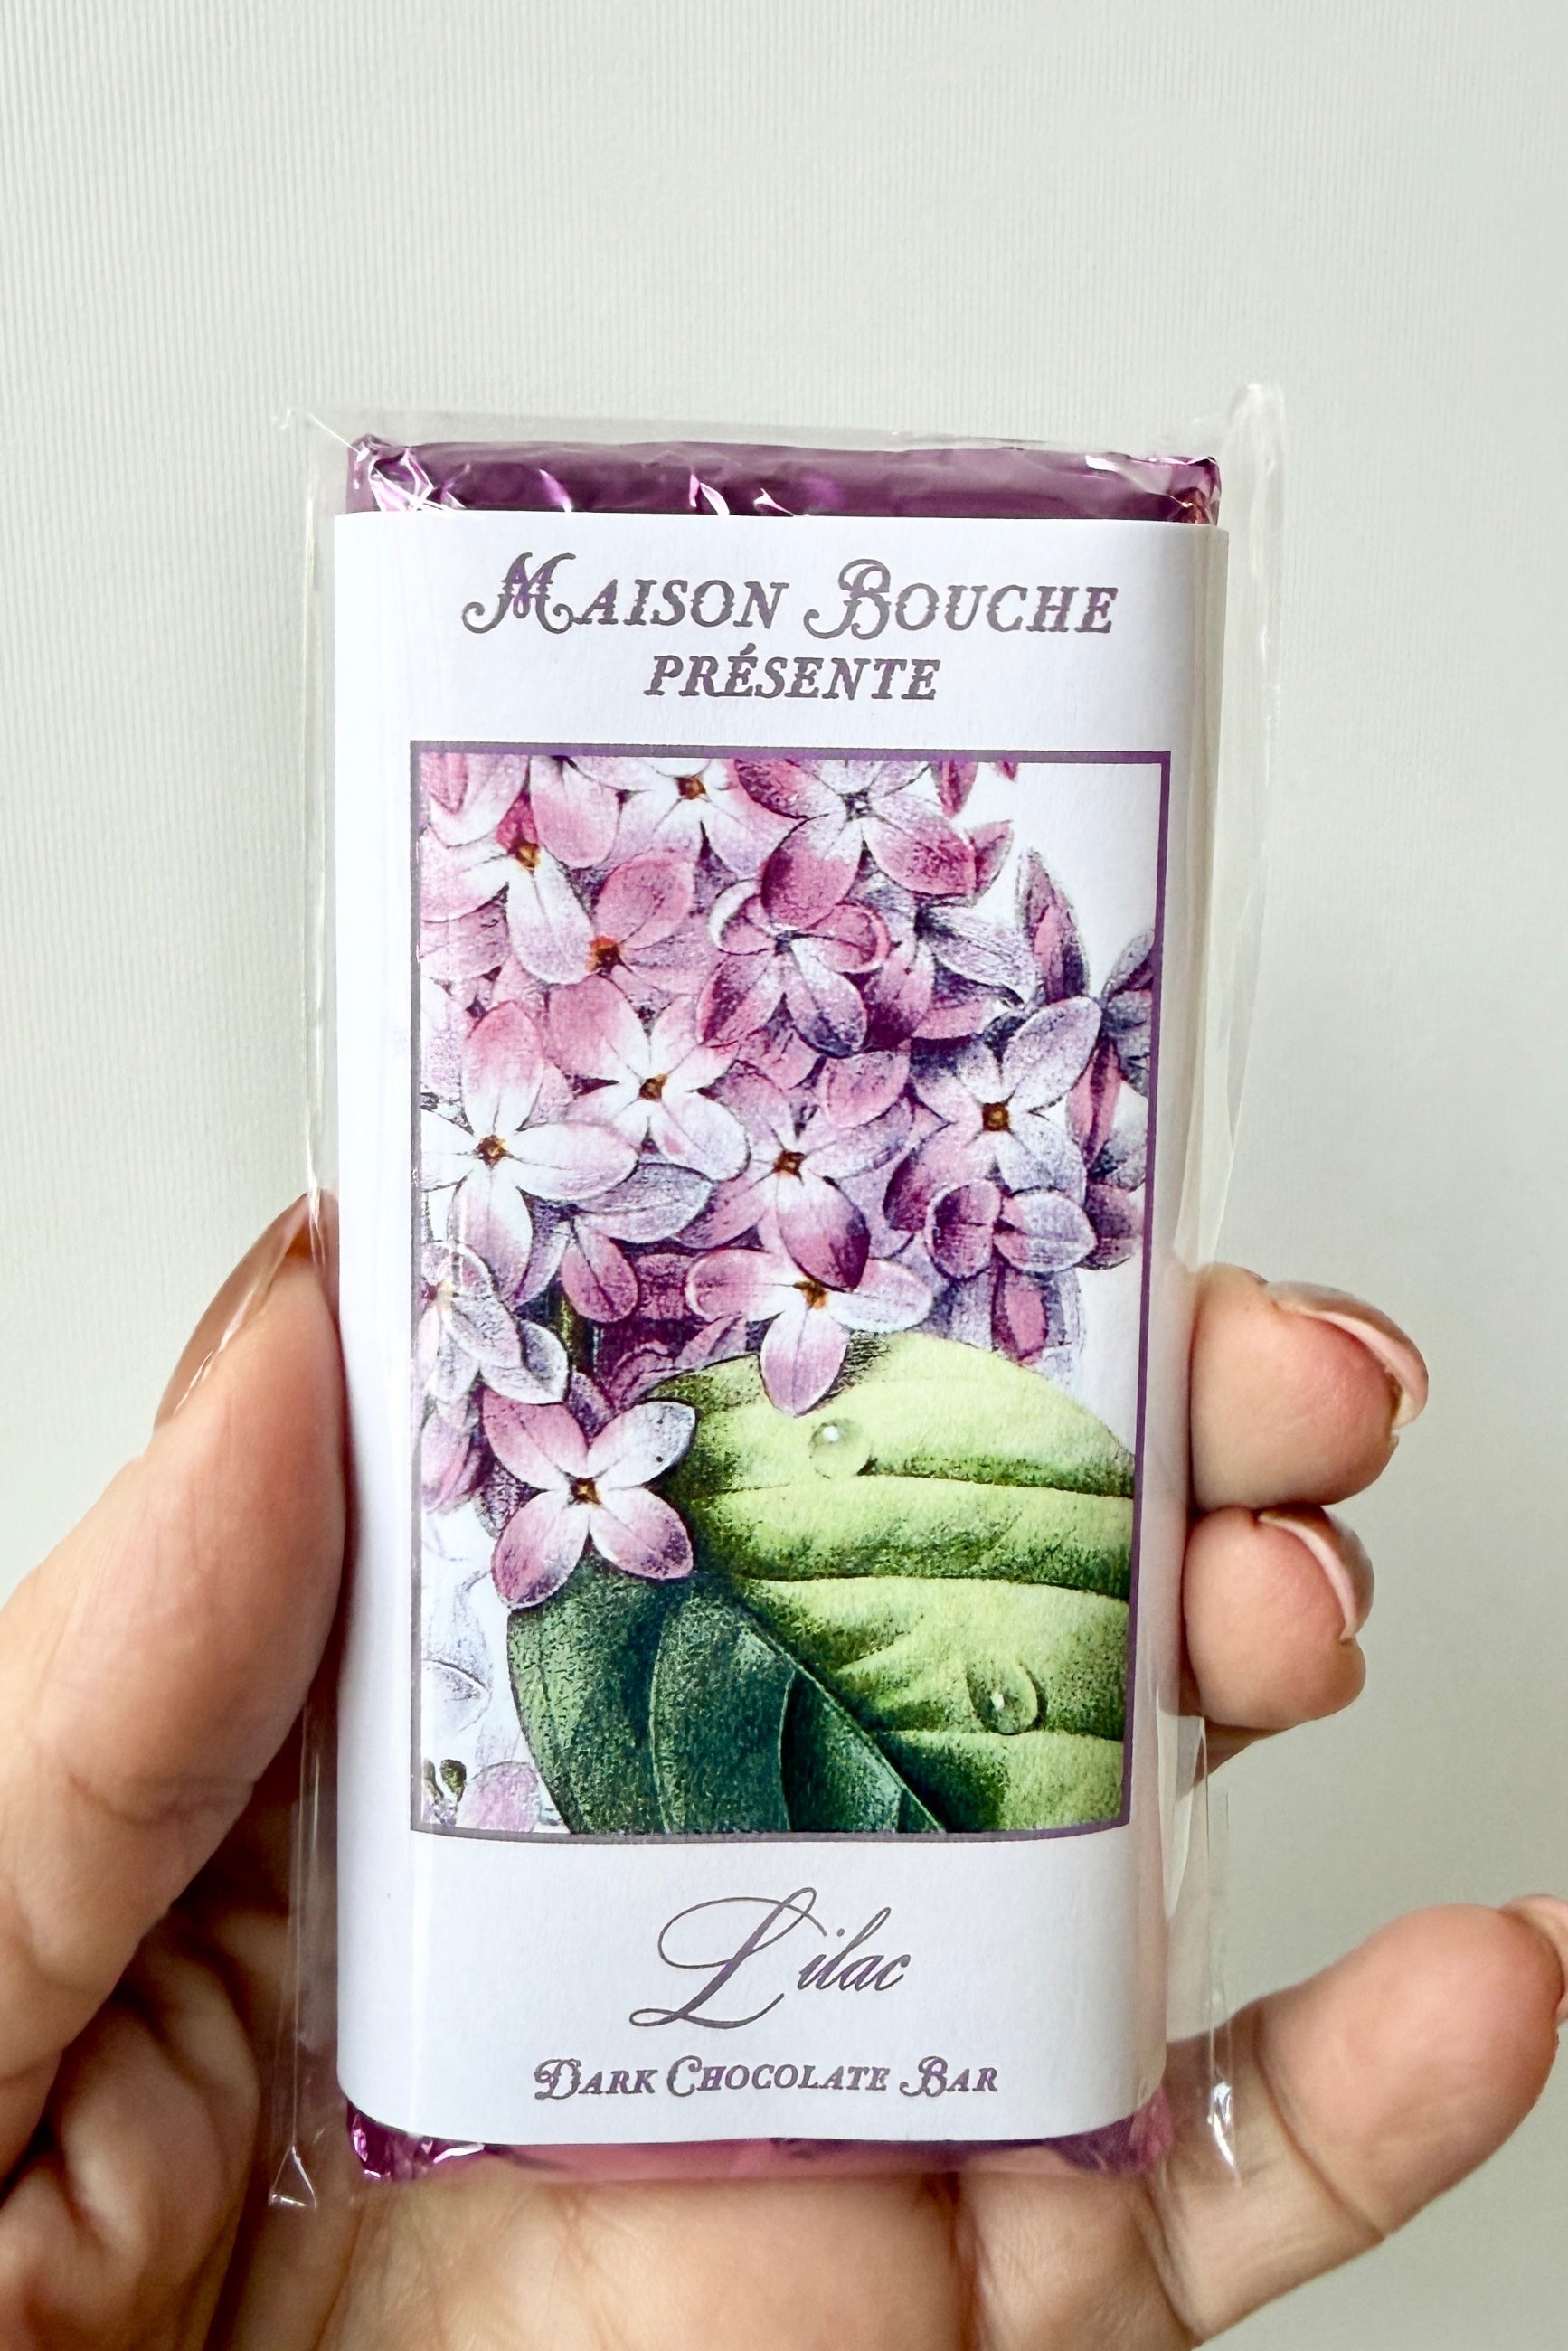 Maison Bouche
présente
Lilac
Dark Chocolate Bar